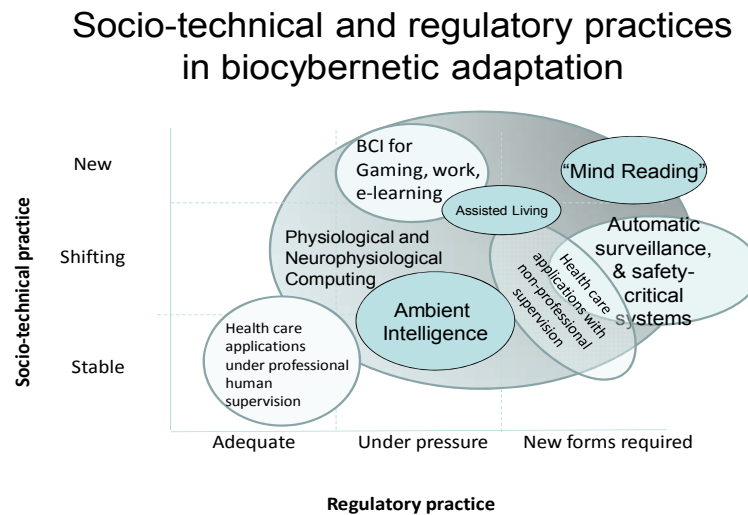 Socio-technical and regulatory practices
in biocybernetic adaptation
New
BCI for
Gaming, work,
e-learning
“Mind Reading”
Assisted Living
Socio-technical practice
Shifting
Physiological and
Neurophysiological
Computing
Automatic
surveillance,
& safety-
critical
systems
Health care
applications with
non-professional
supervision
Ambient
Intelligence
Stable
Health care
applications
under professional
human
supervision
Adequate
Under pressure
New forms required
Regulatory practice